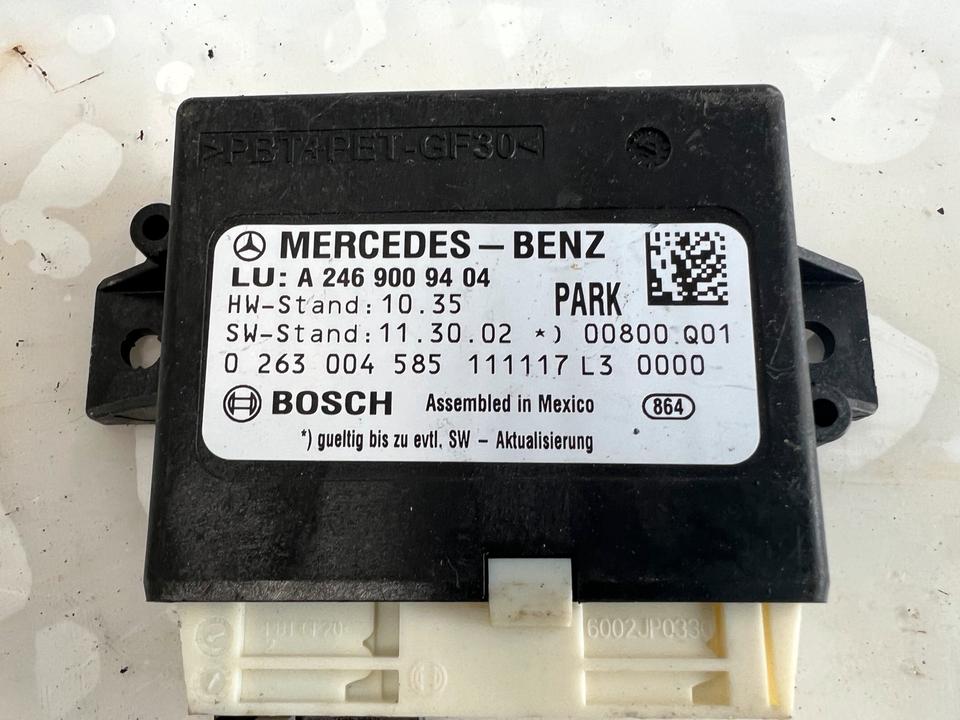 >PBT+PET-GF30<
MERCEDES-BENZ
LU: A 246 900 94 04
HW-Stand: 10.35 PARK
SW-Stand: 11.30.02 *) 00800 Q01
0 263 004 585 111117 L3 0000
BOSCH Assembled in Mexico 864
*) gueltig bis zu evtl. SW - Aktualisierung